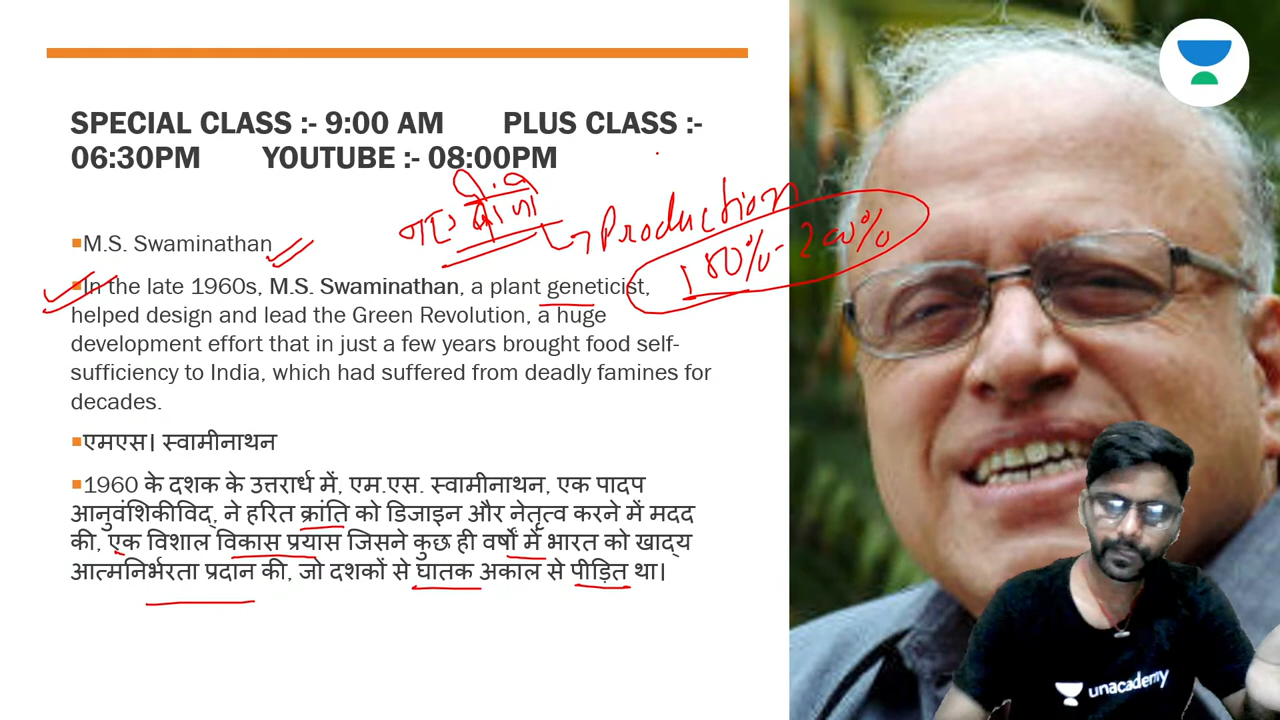 SPECIAL CLASS :- 9:00 AM PLUS CLASS :-
06:30PM YOUTUBE :- 08:00PM
Production
180%-200%
M.S. Swaminathan
In the late 1960s, M.S. Swaminathan, a plant geneticist,
helped design and lead the Green Revolution, a huge
development effort that in just a few years brought food self-
sufficiency to India, which had suffered from deadly famines for
decades.
एमएस। स्वामीनाथन
1960 के दशक के उत्तरार्ध में, एम.एस. स्वामीनाथन, एक पादप
आनुवंशिकीविद्, ने हरित क्रांति को डिजाइन और नेतृत्व करने में मदद
की, एक विशाल विकास प्रयास जिसने कुछ ही वर्षों में भारत को खाद्य
आत्मनिर्भरता प्रदान की, जो दशकों से घातक अकाल से पीड़ित था।
unacademy